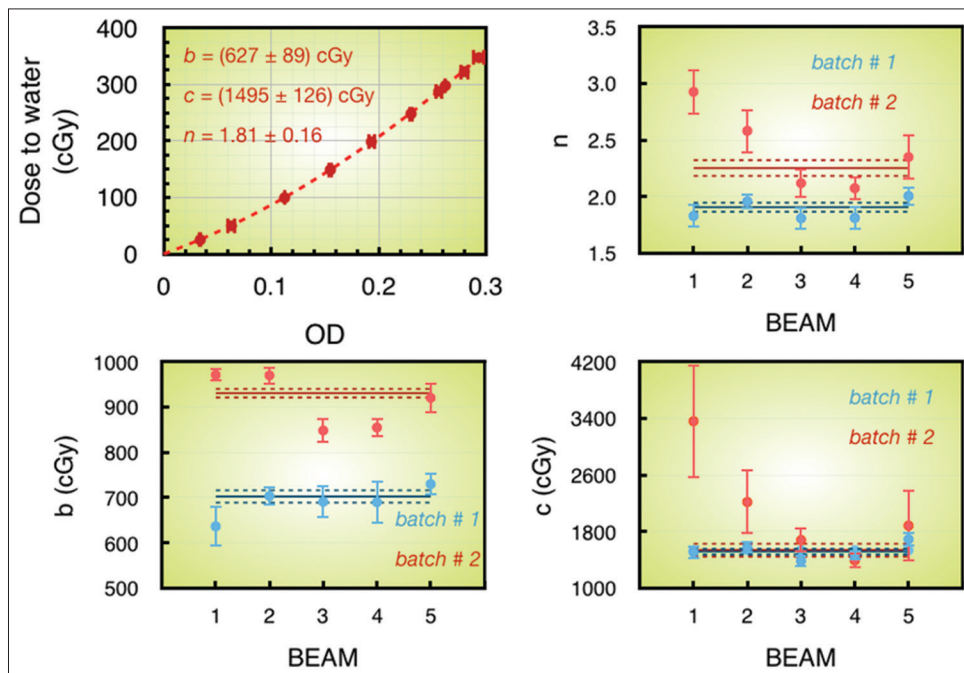 Dose to water
(cGy)
400
300
200
100
0
b = (627 ± 89) cGy
c = (1495 ± 126) cGy
n = 1.81 ± 0.16
0 0.1 0.2 0.3
OD
n
3.5
3.0
2.5
2.0
1.5
batch # 1
batch # 2
1 2 3 4 5
BEAM
b (cGy)
1000
900
800
700
600
500
batch # 1
batch # 2
1 2 3 4 5
BEAM
c (cGy)
4200
3400
2600
1800
1000
batch # 1
batch # 2
1 2 3 4 5
BEAM